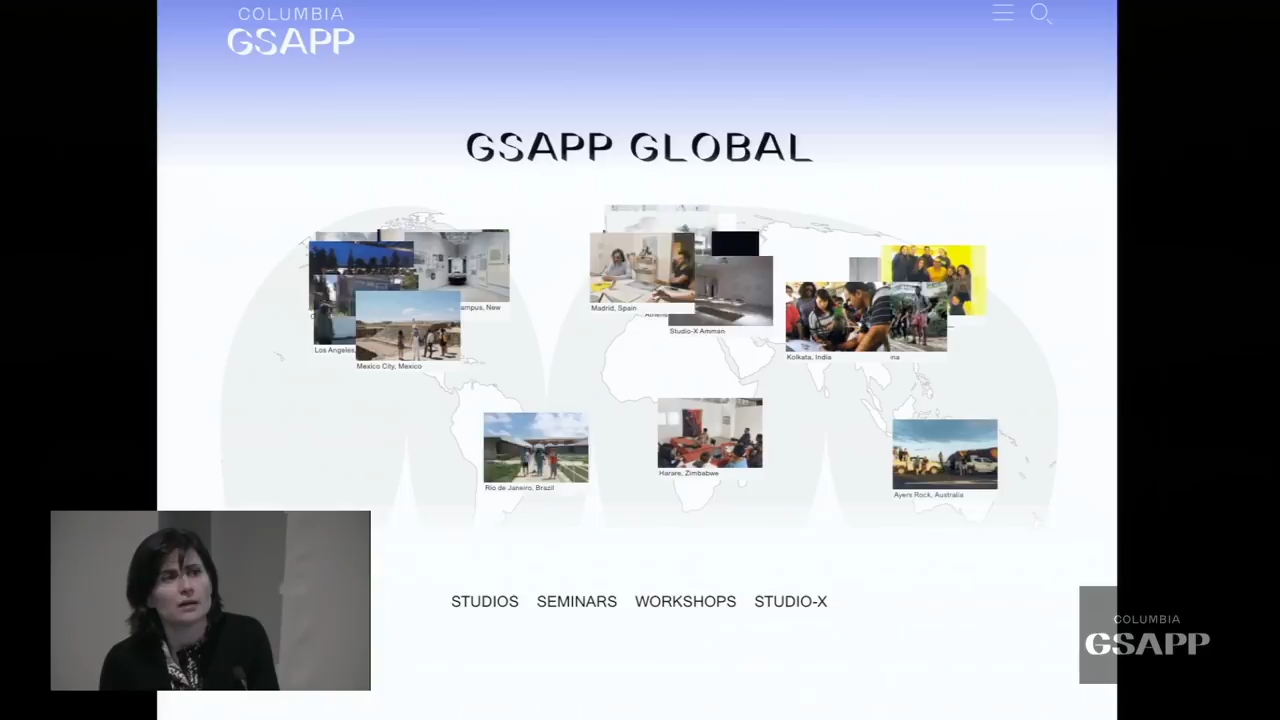 COLUMBIA
GSAPP
GSAPP GLOBAL
ampus, New
Madrid, Spain
Studio-X Amman
Los Angeles,
Mexico City, Mexico
Kolkata, India
na
Rio de Janeiro, Brazil
Harare, Zimbabwe
Ayers Rock, Australia
STUDIOS SEMINARS WORKSHOPS STUDIO-X
COLUMBIA
GSAPP